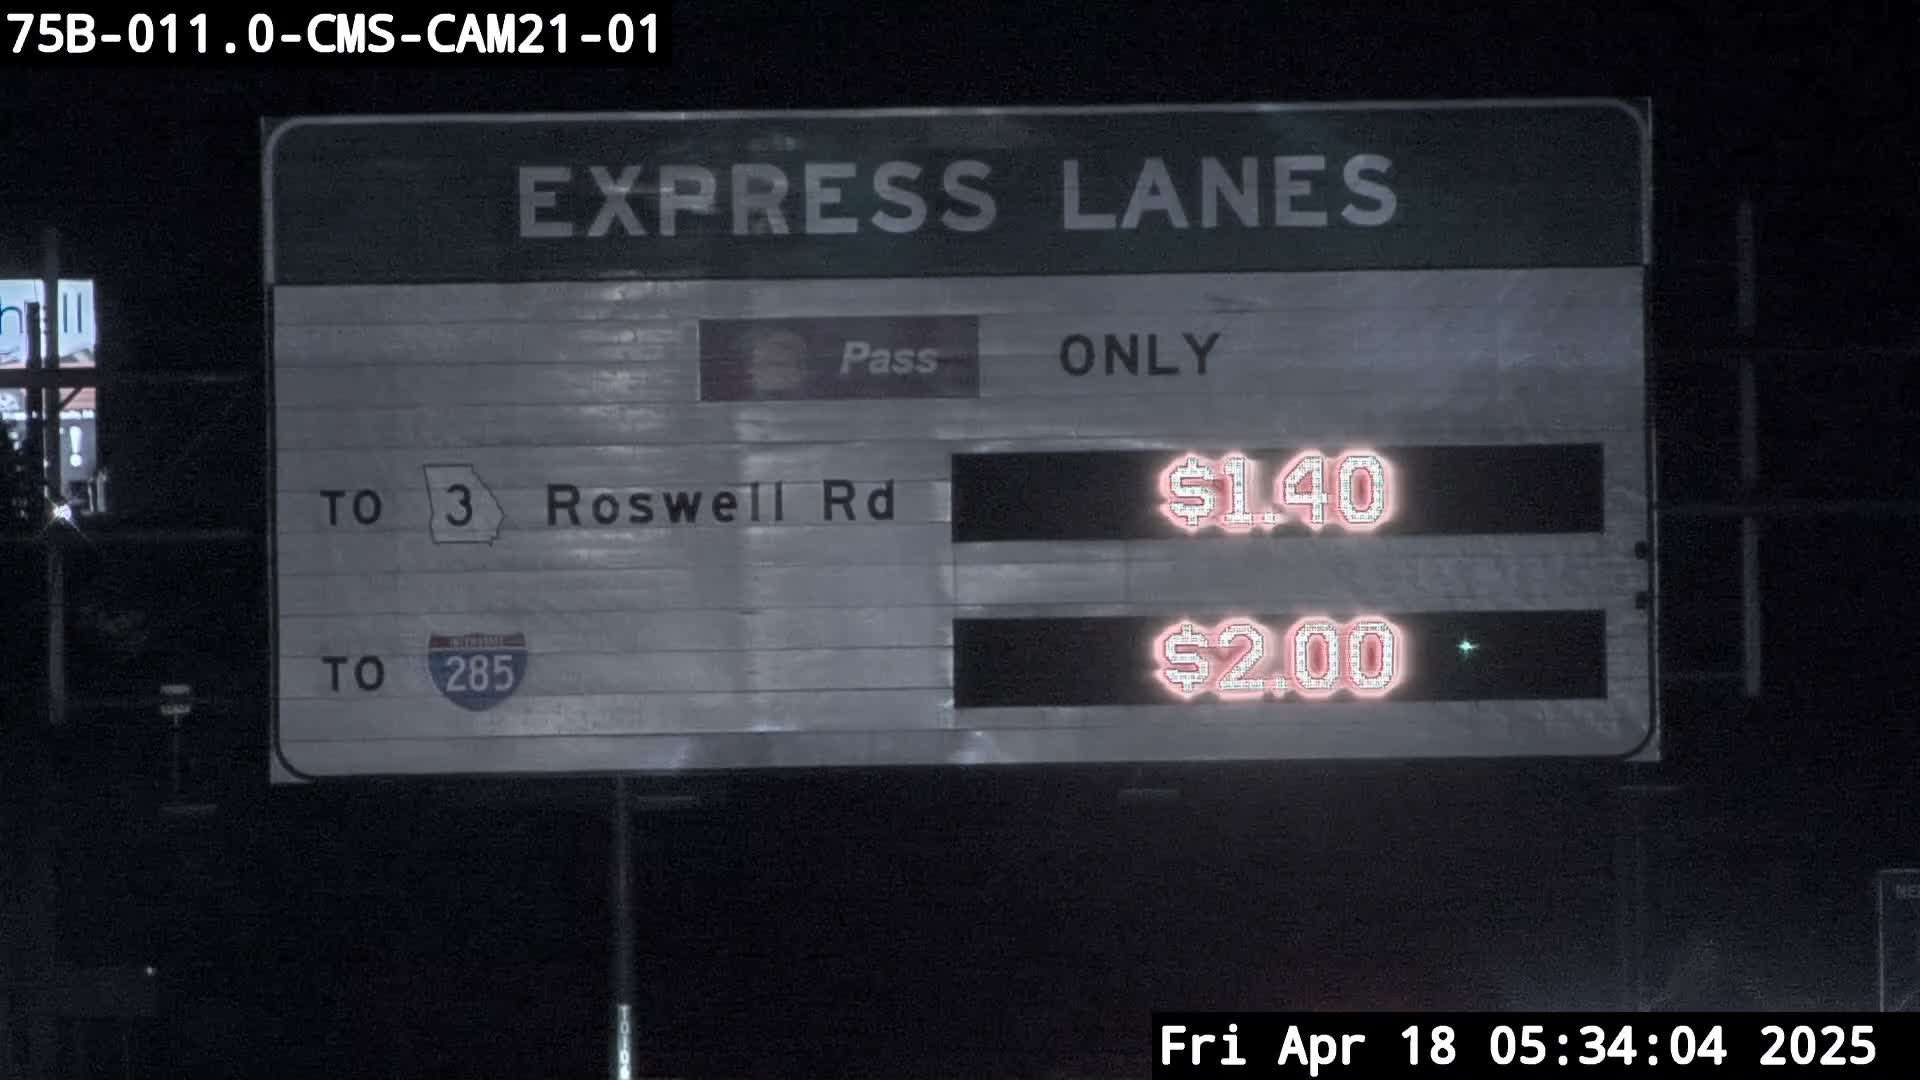 75B-011.0-CMS-CAM21-01
EXPRESS LANES
Pass ONLY
TO 3 Roswell Rd $1.40
INTERSTATE
TO 285 $2.00
Fri Apr 18 05:34:04 2025